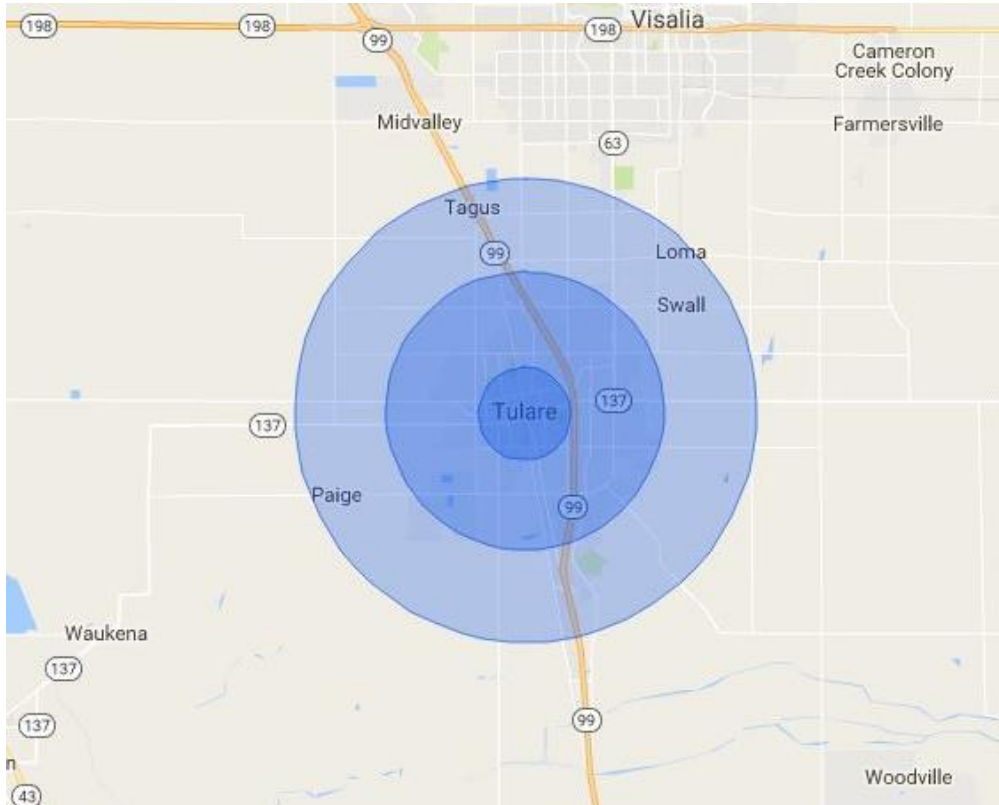 198
198
99
198
Visalia
Cameron
Creek Colony
Midvalley
63
Farmersville
Tagus
99
Loma
Swall
137
Tulare
137
Paige
99
Waukena
137
99
137
n
Woodville
43